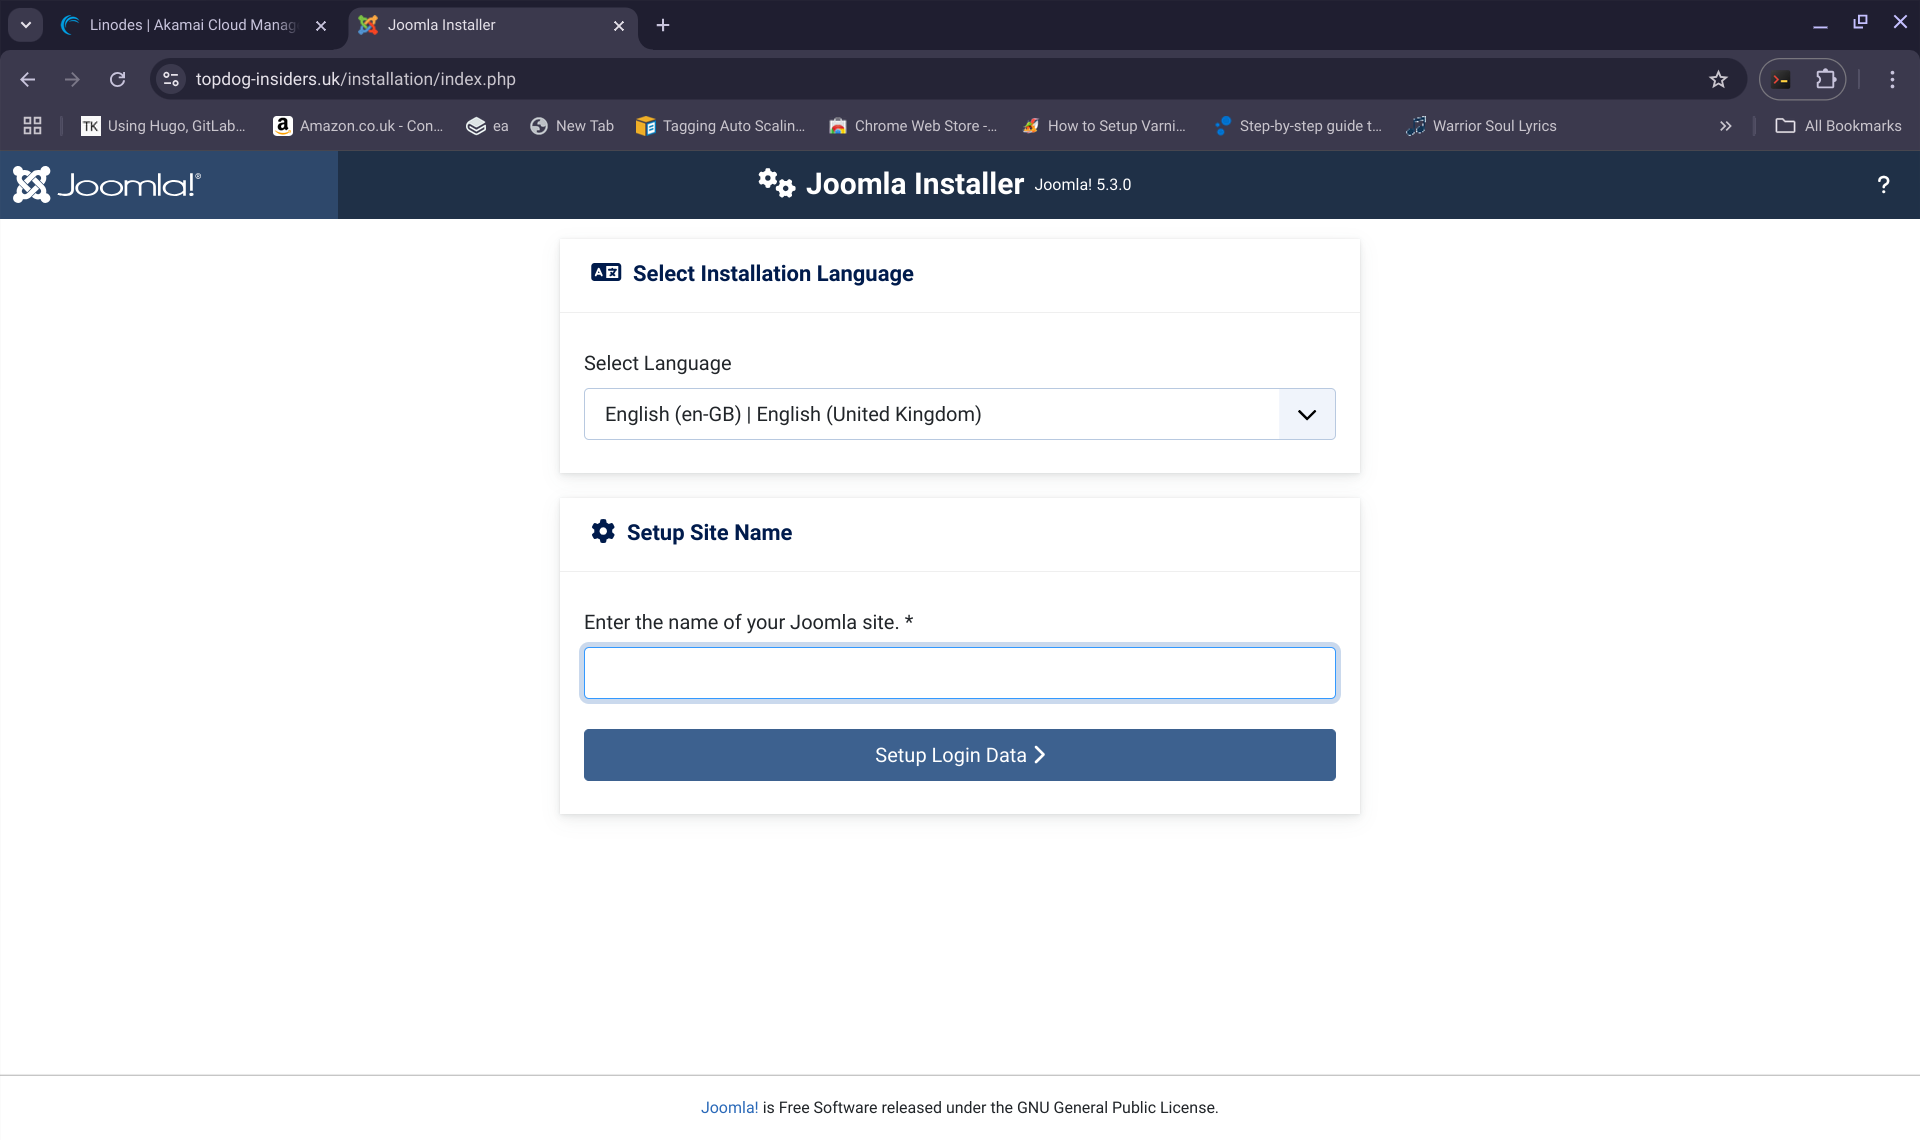 Linodes | Akamai Cloud Manag
Joomla Installer
topdog-insiders.uk/installation/index.php
TK Using Hugo, GitLab...
a Amazon.co.uk - Con...
ea
New Tab
Tagging Auto Scalin...
Chrome Web Store -...
How to Setup Varni...
Step-by-step guide t...
Warrior Soul Lyrics
»
All Bookmarks
Joomla!®
Joomla Installer Joomla! 5.3.0
?
Select Installation Language
Select Language
English (en-GB) | English (United Kingdom)
Setup Site Name
Enter the name of your Joomla site. *
Setup Login Data
Joomla! is Free Software released under the GNU General Public License.